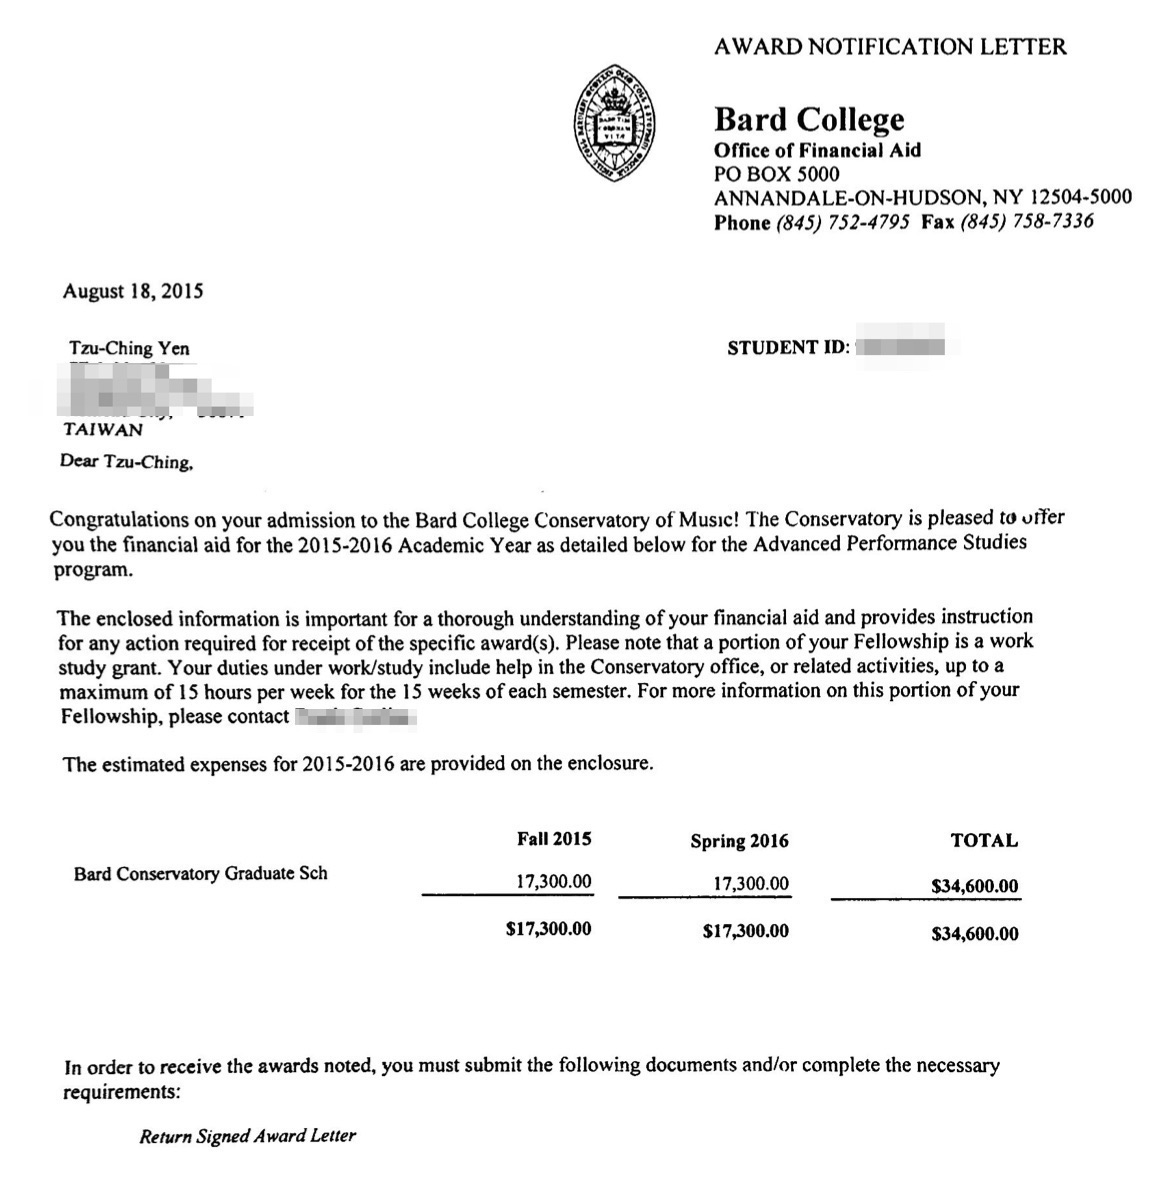 AWARD NOTIFICATION LETTER
Bard College
Office of Financial Aid
PO BOX 5000
ANNANDALE-ON-HUDSON, NY 12504-5000
Phone (845) 752-4795 Fax (845) 758-7336
August 18, 2015
Tzu-Ching Yen
STUDENT ID:
TAIWAN
Dear Tzu-Ching,
Congratulations on your admission to the Bard College Conservatory of Music! The Conservatory is pleased to offer
you the financial aid for the 2015-2016 Academic Year as detailed below for the Advanced Performance Studies
program.
The enclosed information is important for a thorough understanding of your financial aid and provides instruction
for any action required for receipt of the specific award(s). Please note that a portion of your Fellowship is a work
study grant. Your duties under work/study include help in the Conservatory office, or related activities, up to a
maximum of 15 hours per week for the 15 weeks of each semester. For more information on this portion of your
Fellowship, please contact
The estimated expenses for 2015-2016 are provided on the enclosure.
Fall 2015 Spring 2016 TOTAL
Bard Conservatory Graduate Sch 17,300.00 17,300.00 $34,600.00
$17,300.00 $17,300.00 $34,600.00
In order to receive the awards noted, you must submit the following documents and/or complete the necessary
requirements:
Return Signed Award Letter